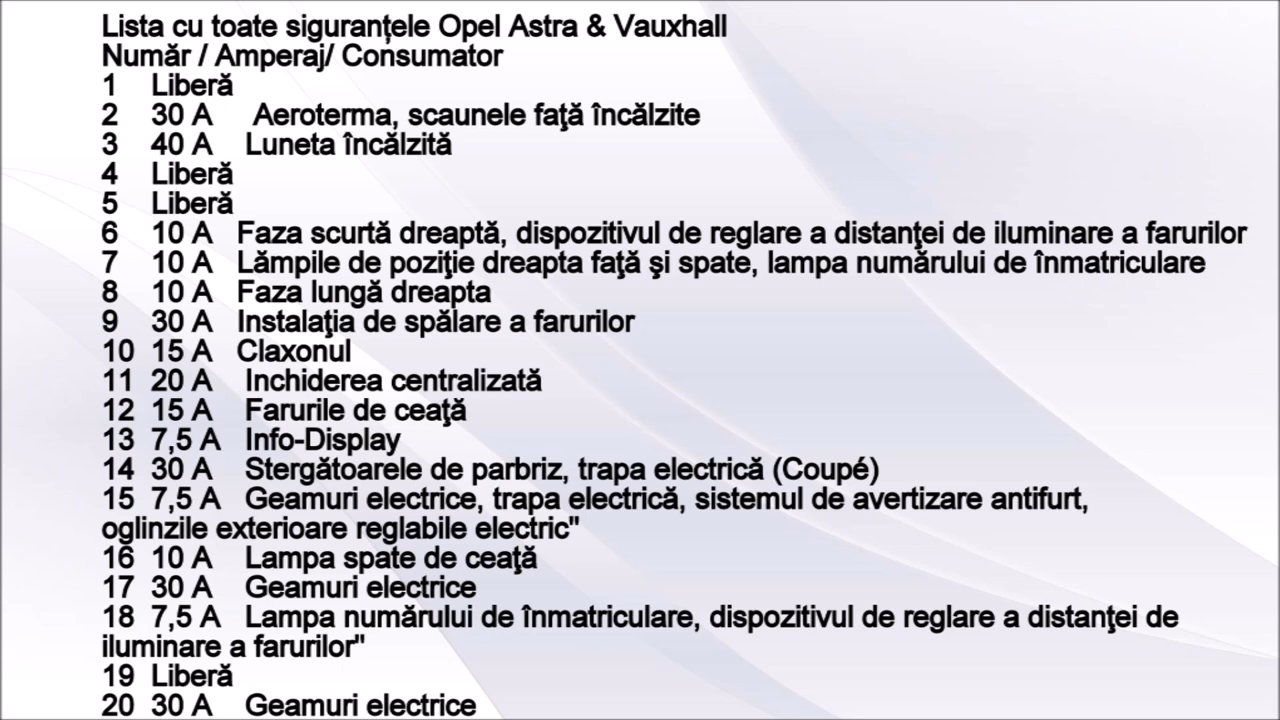 Lista cu toate siguranțele Opel Astra & Vauxhall
Număr / Amperaj/ Consumator
1 Liberă
2 30 A Aeroterma, scaunele faţă încălzite
3 40 A Luneta încălzită
4 Liberă
5 Liberă
6 10 A Faza scurtă dreaptă, dispozitivul de reglare a distanţei de iluminare a farurilor
7 10 A Lămpile de poziţie dreapta faţă şi spate, lampa numărului de înmatriculare
8 10 A Faza lungă dreapta
9 30 A Instalaţia de spălare a farurilor
10 15 A Claxonul
11 20 A Inchiderea centralizată
12 15 A Farurile de ceaţă
13 7,5 A Info-Display
14 30 A Stergătoarele de parbriz, trapa electrică (Coupé)
15 7,5 A Geamuri electrice, trapa electrică, sistemul de avertizare antifurt,
oglinzile exterioare reglabile electric"
16 10 A Lampa spate de ceaţă
17 30 A Geamuri electrice
18 7,5 A Lampa numărului de înmatriculare, dispozitivul de reglare a distanţei de
iluminare a farurilor"
19 Liberă
20 30 A Geamuri electrice